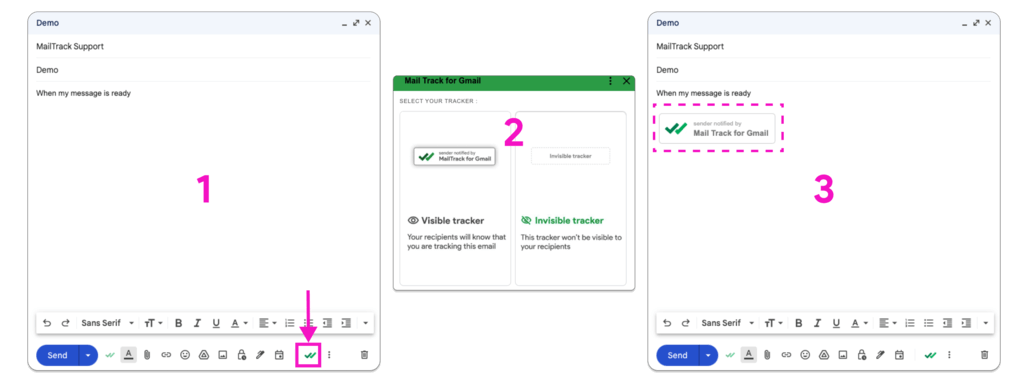 Demo
MailTrack Support
Demo
When my message is ready
1
Sans Serif
Send
Mail Track for Gmail
SELECT YOUR TRACKER :
2
sender notified by
MailTrack for Gmail
Visible tracker
Your recipients will know that
you are tracking this email
Invisible tracker
Invisible tracker
This tracker won't be visible to
your recipients
Demo
MailTrack Support
Demo
When my message is ready
sender notified by
Mail Track for Gmail
3
Sans Serif
Send